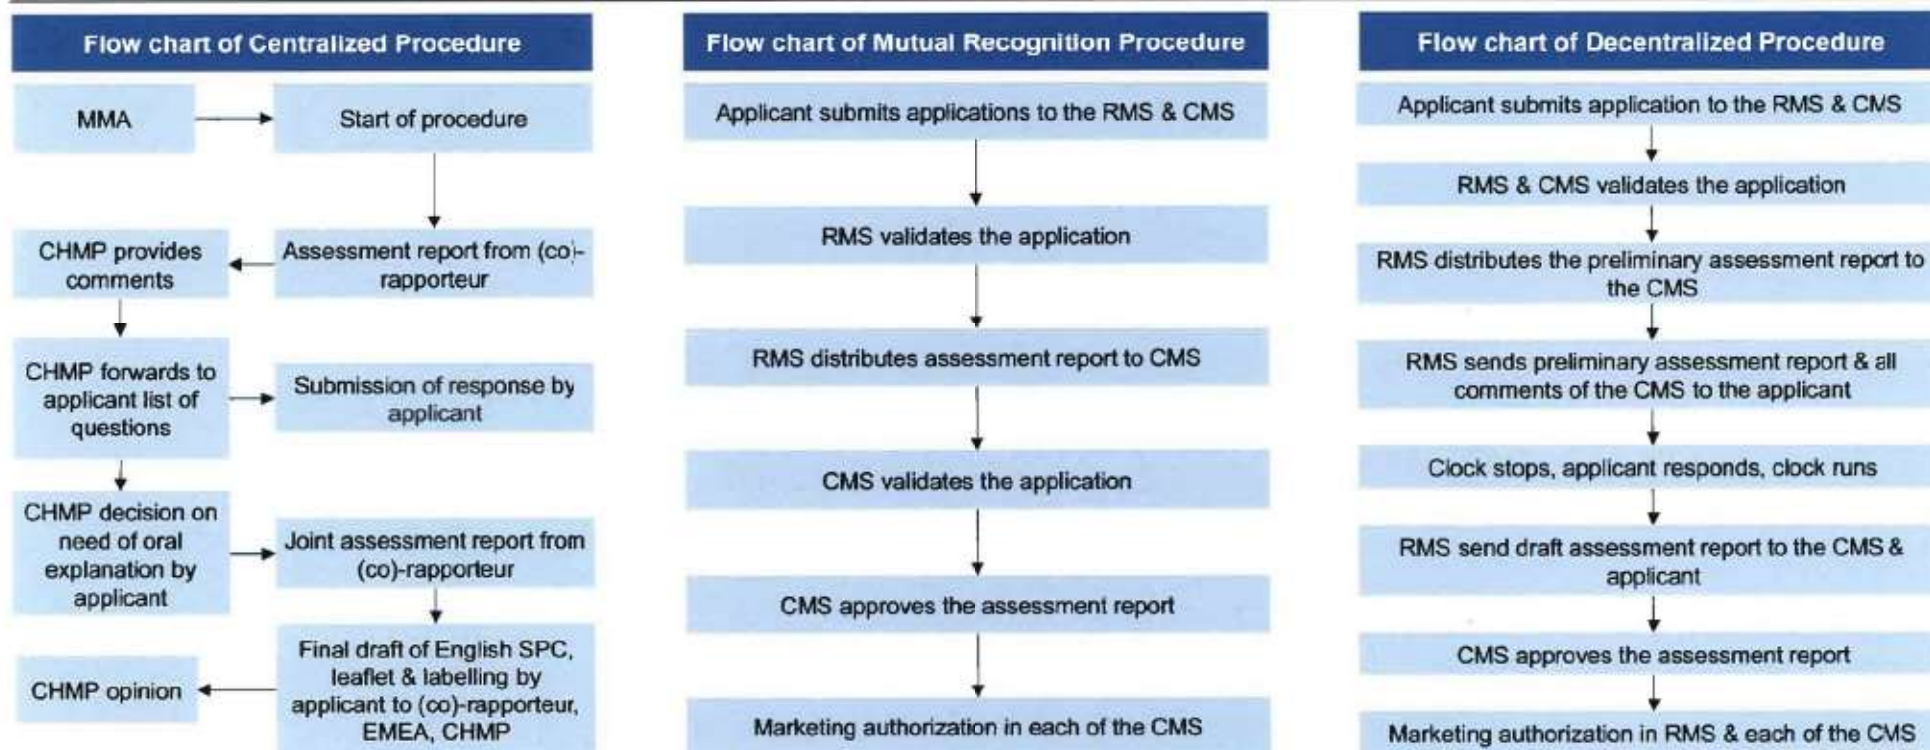 Flow chart of Centralized Procedure
MMA
Start of procedure
CHMP provides
comments
Assessment report from (co)-
rapporteur
CHMP forwards to
applicant list of
questions
Submission of response by
applicant
CHMP decision on
need of oral
explanation by
applicant
Joint assessment report from
(co)-rapporteur
CHMP opinion
Final draft of English SPC,
leaflet & labelling by
applicant to (co)-rapporteur,
EMEA, CHMP
Flow chart of Mutual Recognition Procedure
Applicant submits applications to the RMS & CMS
RMS validates the application
RMS distributes assessment report to CMS
CMS validates the application
CMS approves the assessment report
Marketing authorization in each of the CMS
Flow chart of Decentralized Procedure
Applicant submits application to the RMS & CMS
RMS & CMS validates the application
RMS distributes the preliminary assessment report to
the CMS
RMS sends preliminary assessment report & all
comments of the CMS to the applicant
Clock stops, applicant responds, clock runs
RMS send draft assessment report to the CMS &
applicant
CMS approves the assessment report
Marketing authorization in RMS & each of the CMS